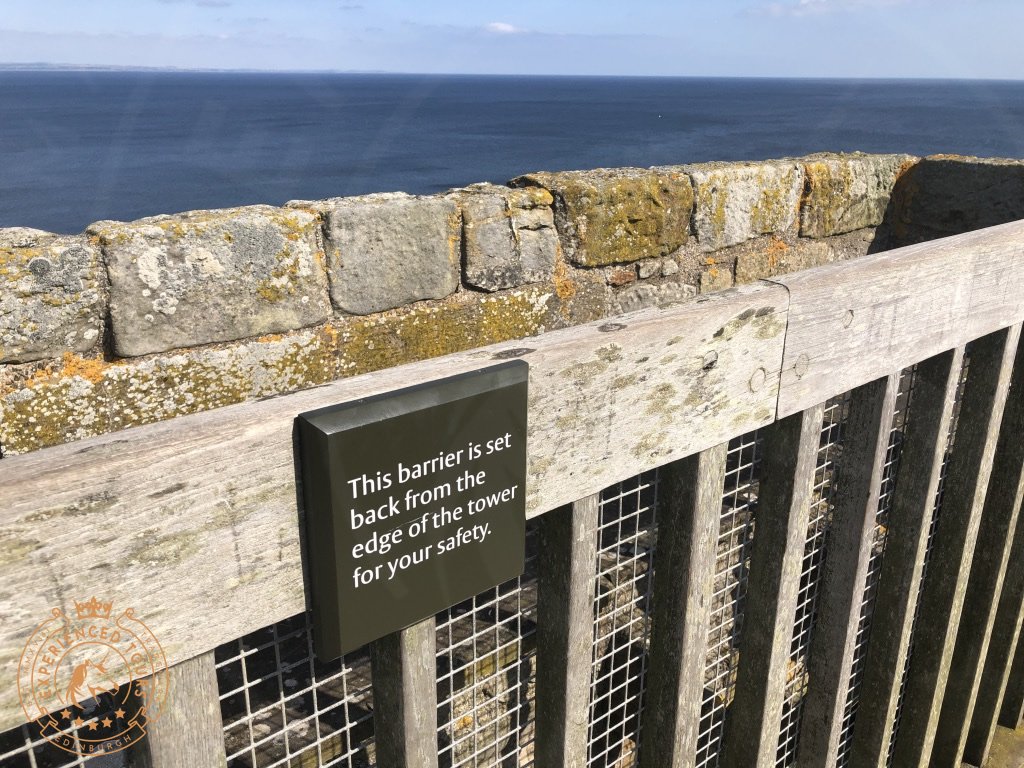 This barrier is set
back from the
edge of the tower
for your safety.
EXPERIENCED TOURS
EDINBURGH